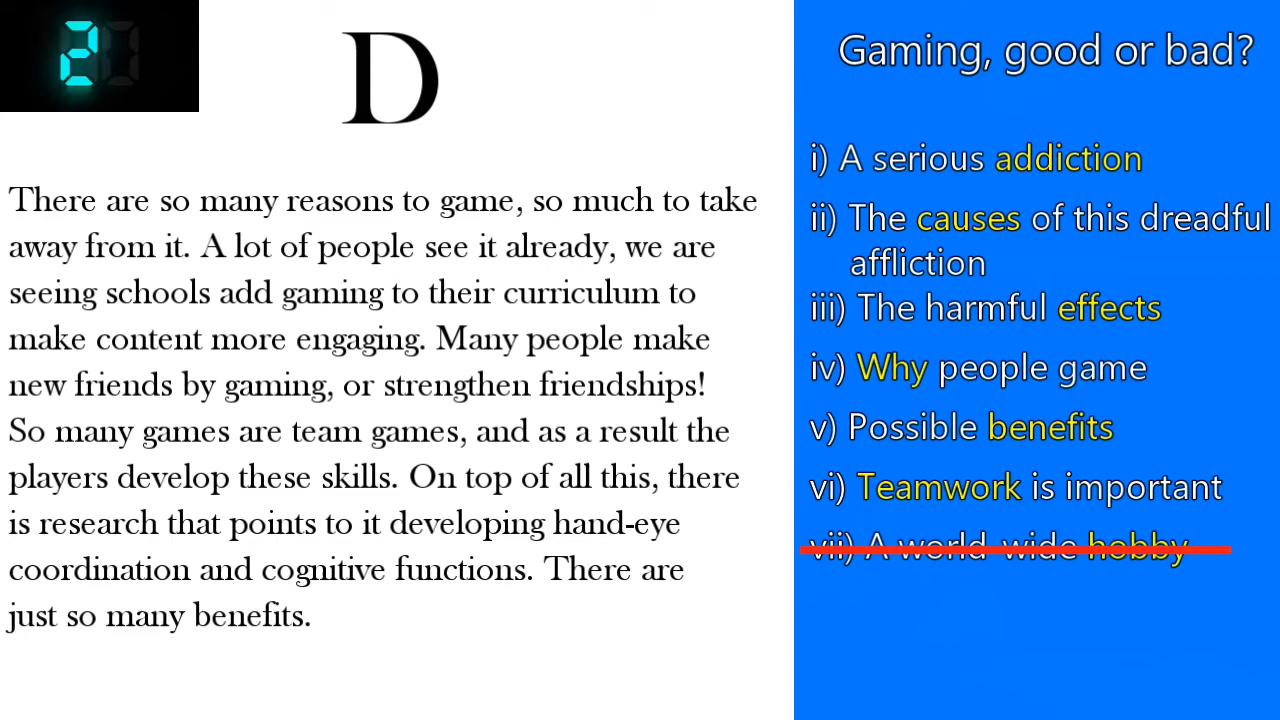 2
D
There are so many reasons to game, so much to take
away from it. A lot of people see it already, we are
seeing schools add gaming to their curriculum to
make content more engaging. Many people make
new friends by gaming, or strengthen friendships!
So many games are team games, and as a result the
players develop these skills. On top of all this, there
is research that points to it developing hand-eye
coordination and cognitive functions. There are
just so many benefits.
Gaming, good or bad?
i) A serious addiction
ii) The causes of this dreadful
affliction
iii) The harmful effects
iv) Why people game
v) Possible benefits
vi) Teamwork is important
vii) A world-wide hobby